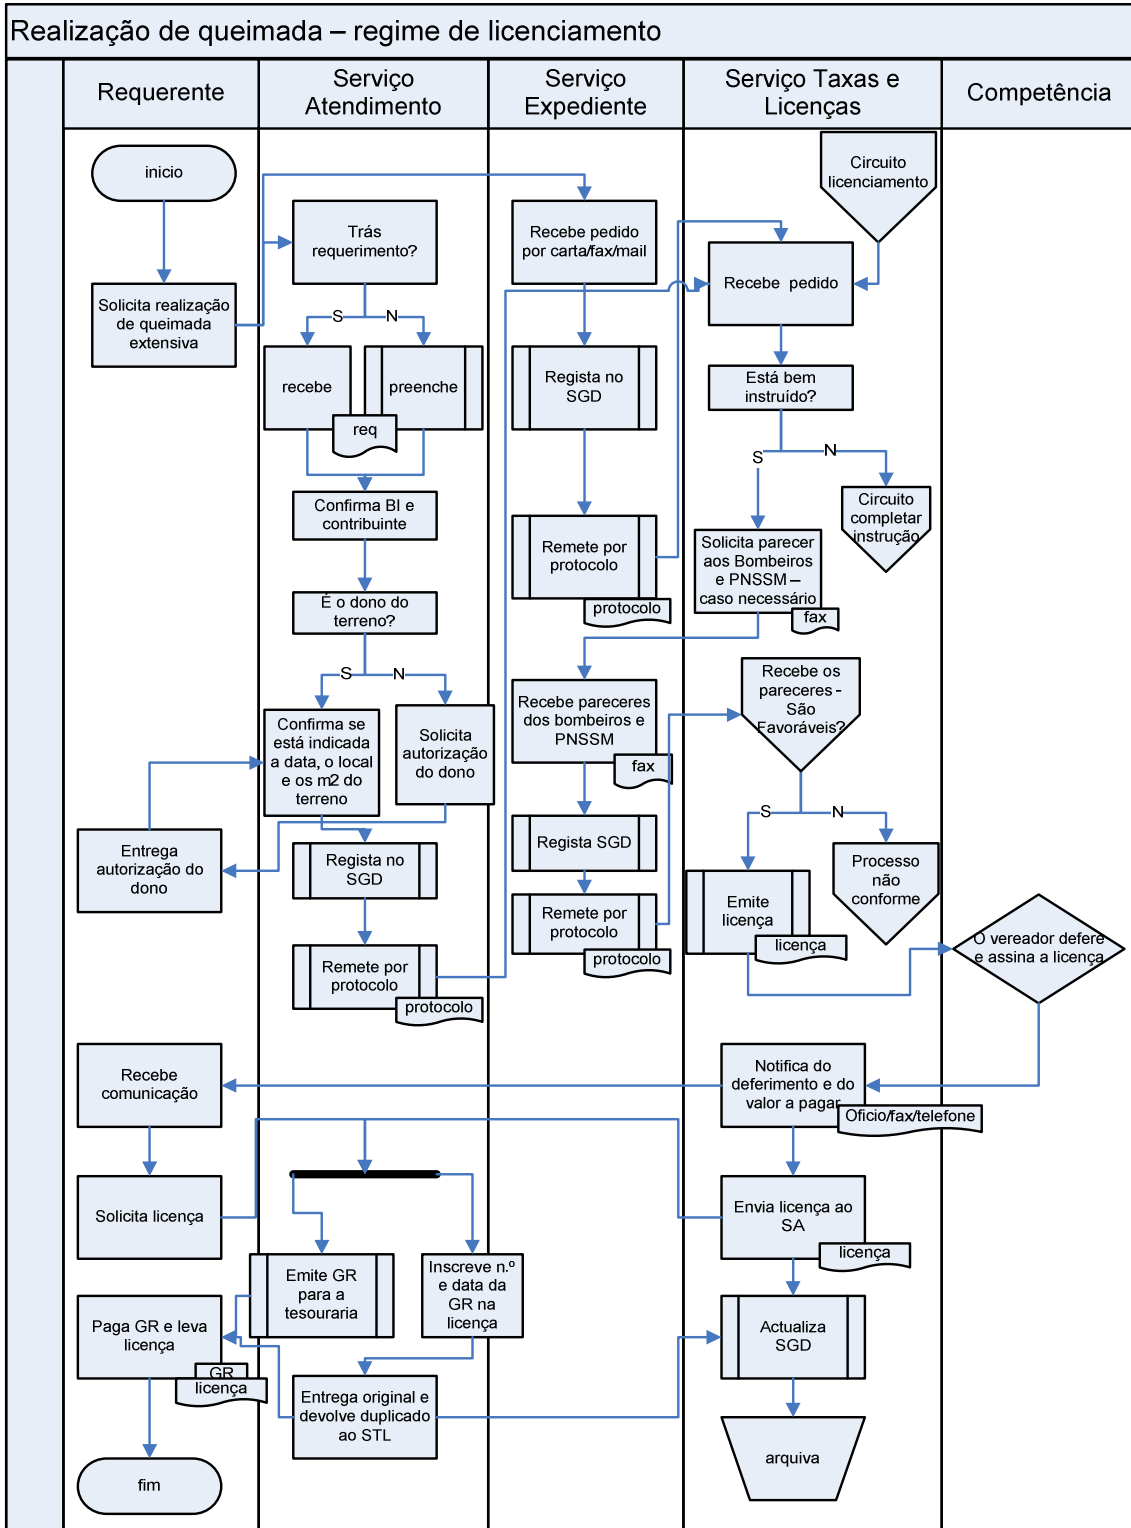 Realização de queimada – regime de licenciamento
Requerente
Serviço
Atendimento
Serviço
Expediente
Serviço Taxas e
Licenças
Competência
inicio
Solicita realização
de queimada
extensiva
Trás
requerimento?
S
N
recebe
preenche
req
Confirma BI e
contribuinte
É o dono do
terreno?
S
N
Confirma se
está indicada
a data, o local
e os m2 do
terreno
Solicita
autorização
do dono
Entrega
autorização do
dono
Regista no
SGD
Remete por
protocolo
protocolo
Recebe pedido
por carta/fax/mail
Regista no
SGD
Remete por
protocolo
protocolo
Recebe pareceres
dos bombeiros e
PNSSM
fax
Regista SGD
Remete por
protocolo
protocolo
Circuito
licenciamento
Recebe pedido
Está bem
instruído?
S
N
Circuito
completar
instrução
Solicita parecer
aos Bombeiros
e PNSSM –
caso necessário
fax
Recebe os
pareceres -
São
Favoráveis?
S
N
Processo
não
conforme
Emite
licença
licença
O vereador defere
e assina a licença
Notifica do
deferimento e do
valor a pagar
Oficio/fax/telefone
Recebe
comunicação
Solicita licença
Envia licença ao
SA
licença
Emite GR
para a
tesouraria
Inscreve n.º
e data da
GR na
licença
Paga GR e leva
licença
GR
licença
Entrega original e
devolve duplicado
ao STL
Actualiza
SGD
arquiva
fim